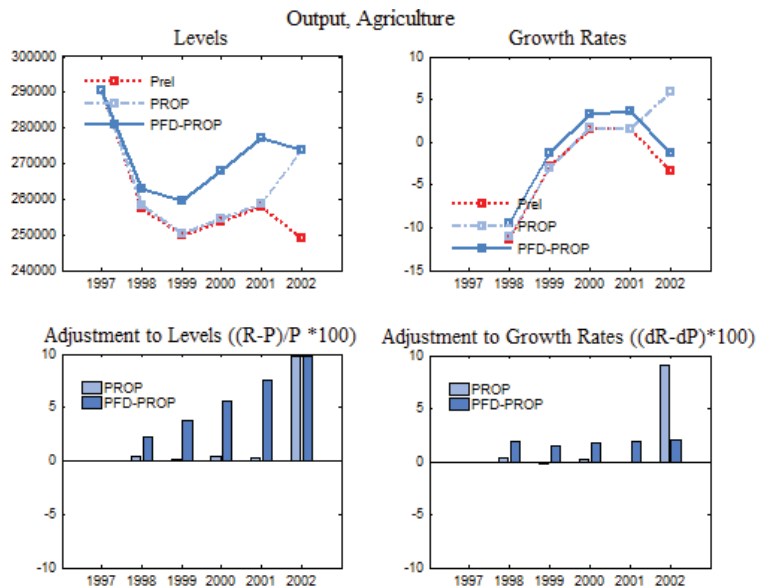 Output, Agriculture
Levels
300000
290000
280000
270000
260000
250000
240000
Prel
PROP
PFD-PROP
1997 1998 1999 2000 2001 2002
Growth Rates
10
5
0
-5
-10
-15
Prel
PROP
PFD-PROP
1997 1998 1999 2000 2001 2002
Adjustment to Levels ((R-P)/P *100)
10
5
0
-5
-10
PROP
PFD-PROP
1997 1998 1999 2000 2001 2002
Adjustment to Growth Rates ((dR-dP)*100)
10
5
0
-5
-10
PROP
PFD-PROP
1997 1998 1999 2000 2001 2002